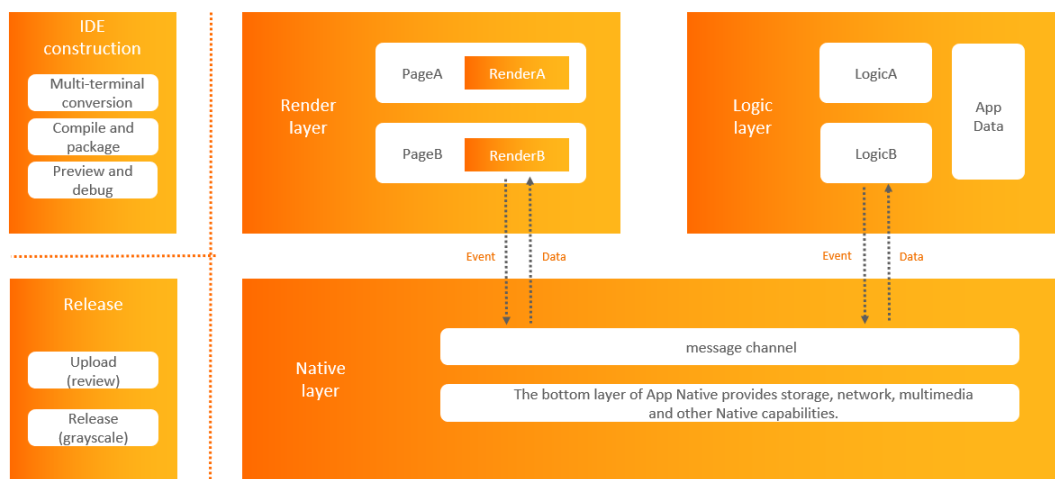 IDE
construction
Multi-terminal
conversion
Compile and
package
Preview and
debug
Release
Upload
(review)
Release
(grayscale)
Render
layer
PageA
RenderA
PageB
RenderB
Logic
layer
LogicA
LogicB
App
Data
Event
Data
Event
Data
Native
layer
message channel
The bottom layer of App Native provides storage, network, multimedia
and other Native capabilities.